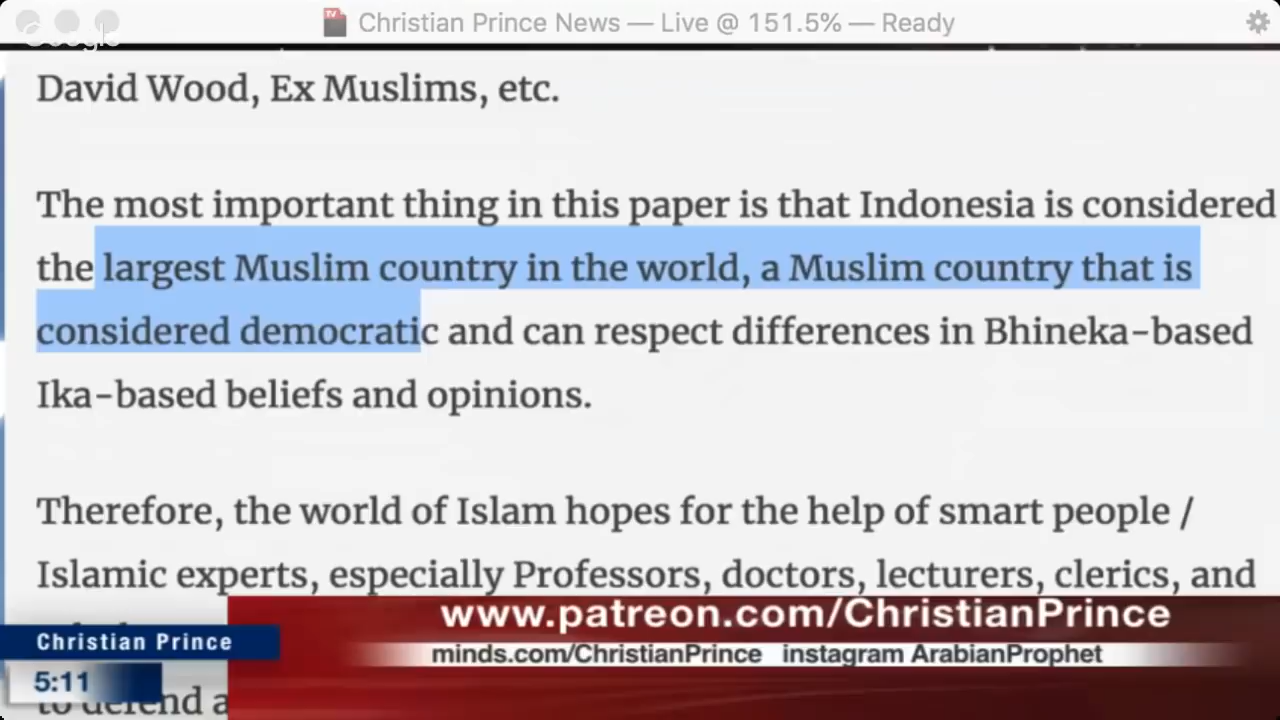 Christian Prince News — Live @ 151.5% — Ready
Google
David Wood, Ex Muslims, etc.
The most important thing in this paper is that Indonesia is considered
the largest Muslim country in the world, a Muslim country that is
considered democratic and can respect differences in Bhineka-based
Ika-based beliefs and opinions.
Therefore, the world of Islam hopes for the help of smart people /
Islamic experts, especially Professors, doctors, lecturers, clerics, and
www.patreon.com/ChristianPrince
Christian Prince
minds.com/ChristianPrince instagram ArabianProphet
5:11
to defend a